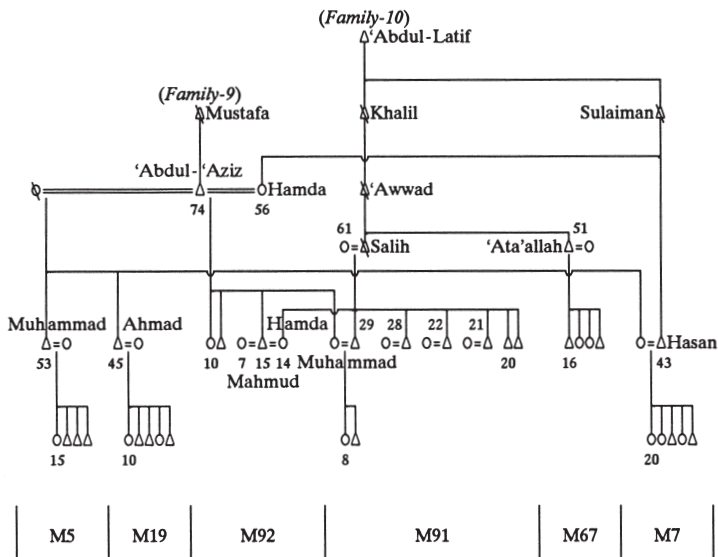 (Family-10)
‘Abdul-Latif
(Family-9)
Mustafa Khalil Sulaiman
‘Abdul-‘Aziz
Hamda ‘Awwad
74 56
61 51
Salih ‘Ata’allah
Muhammad Ahmad Hamda 29 28 22 21 Hasan
53 45 10 7 15 14 Muhammad 20 16 43
Mahmud
15 10 8 20
M5 M19 M92 M91 M67 M7